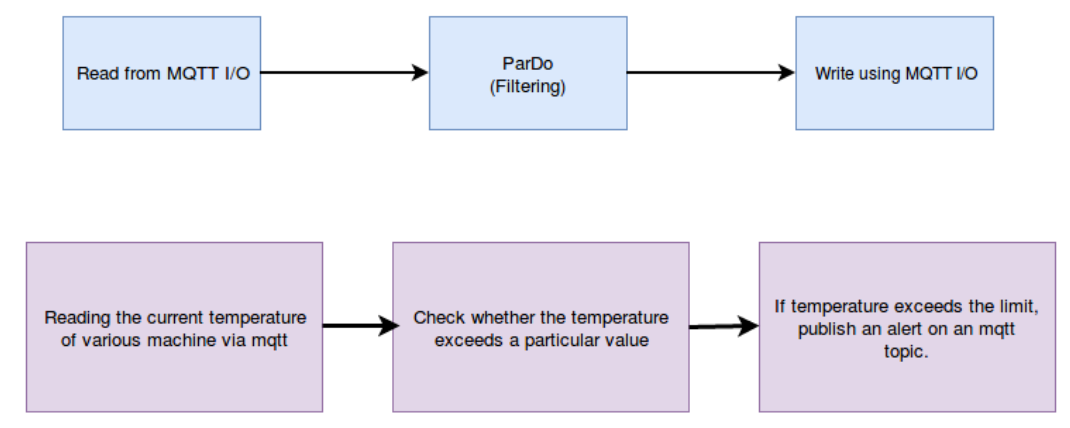 Read from MQTT I/O
ParDo
(Filtering)
Write using MQTT I/O
Reading the current temperature
of various machine via mqtt
Check whether the temperature
exceeds a particular value
If temperature exceeds the limit,
publish an alert on an mqtt
topic.